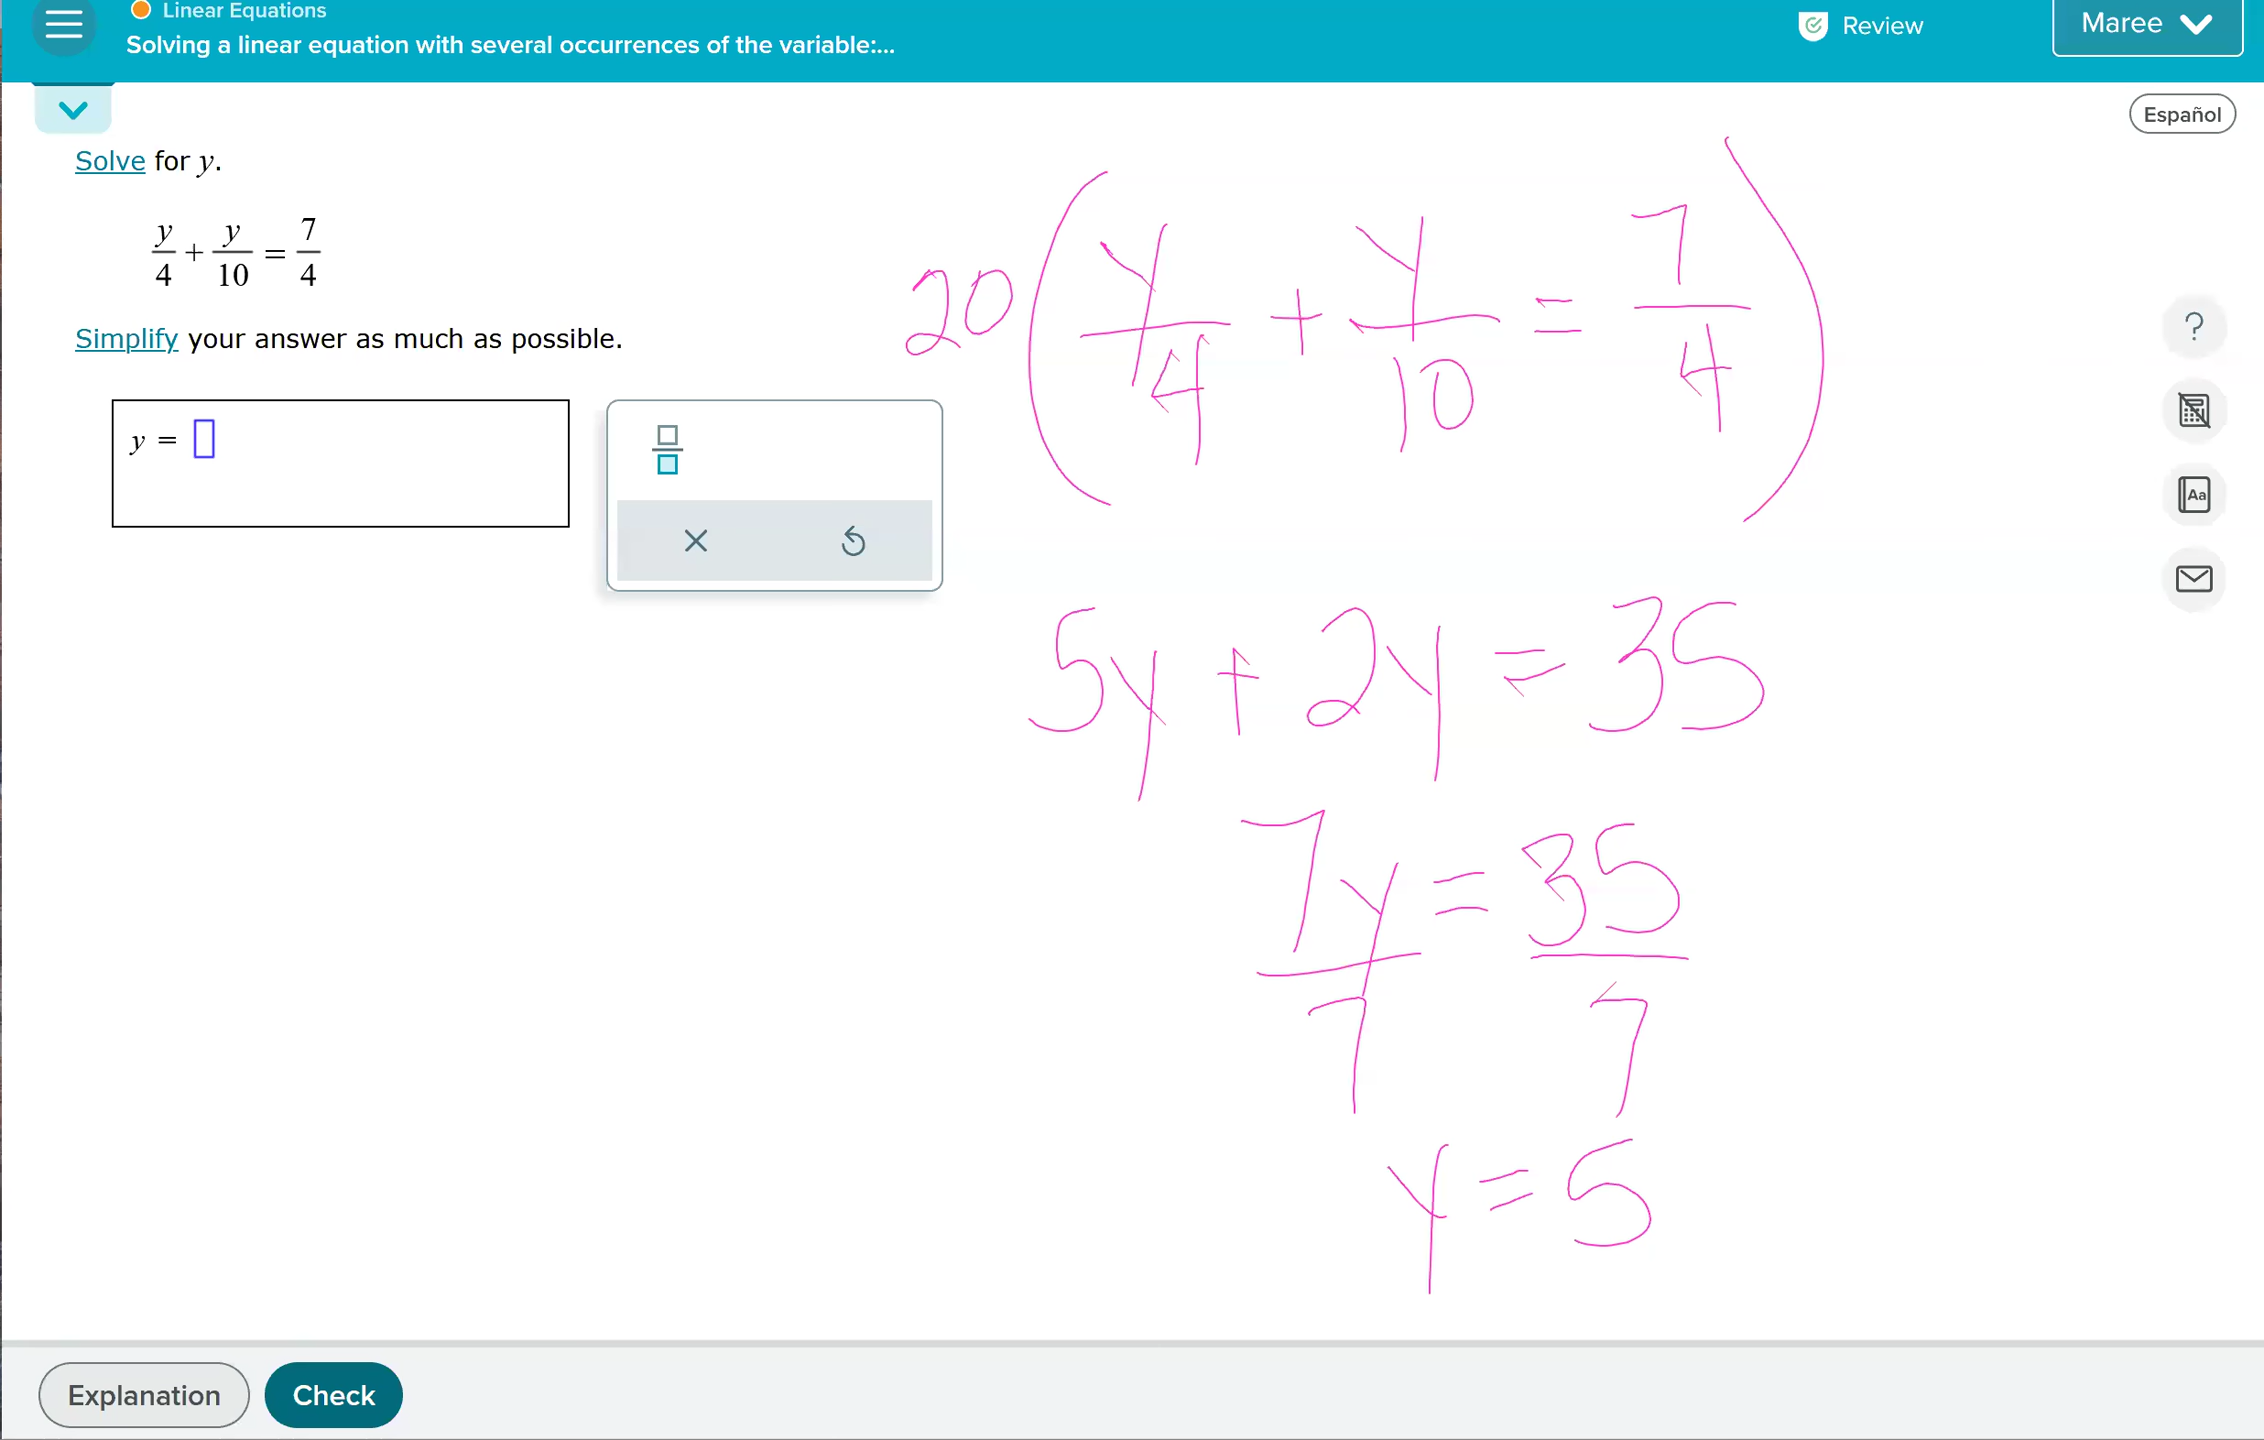 Linear Equations
Solving a linear equation with several occurrences of the variable:...
Review
Maree
Español
Solve for y.
y/4 + y/10 = 7/4
Simplify your answer as much as possible.
y =
20 ( y/4 + y/10 = 7/4 )
5y + 2y = 35
7y/7 = 35/7
y = 5
?
Aa
Explanation
Check